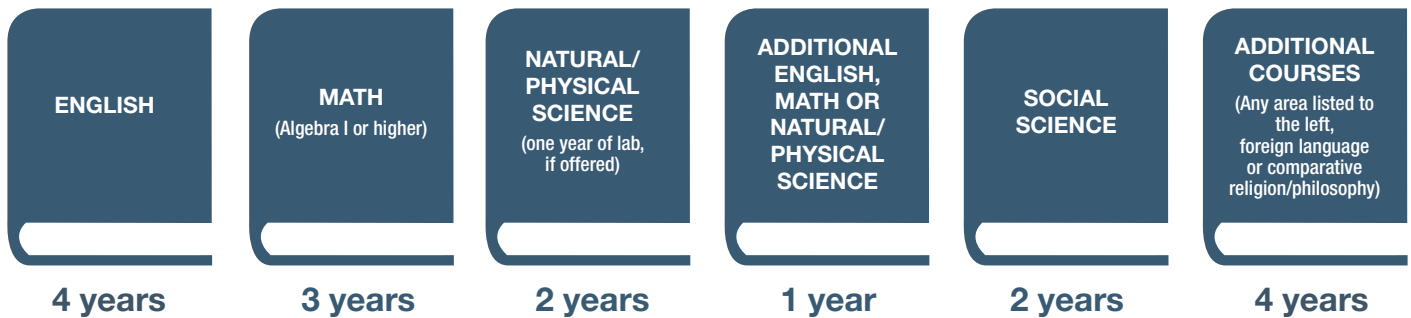 ENGLISH
4 years
MATH
(Algebra I or higher)
3 years
NATURAL/
PHYSICAL
SCIENCE
(one year of lab,
if offered)
2 years
ADDITIONAL
ENGLISH,
MATH OR
NATURAL/
PHYSICAL
SCIENCE
1 year
SOCIAL
SCIENCE
2 years
ADDITIONAL
COURSES
(Any area listed to
the left,
foreign language
or comparative
religion/philosophy)
4 years